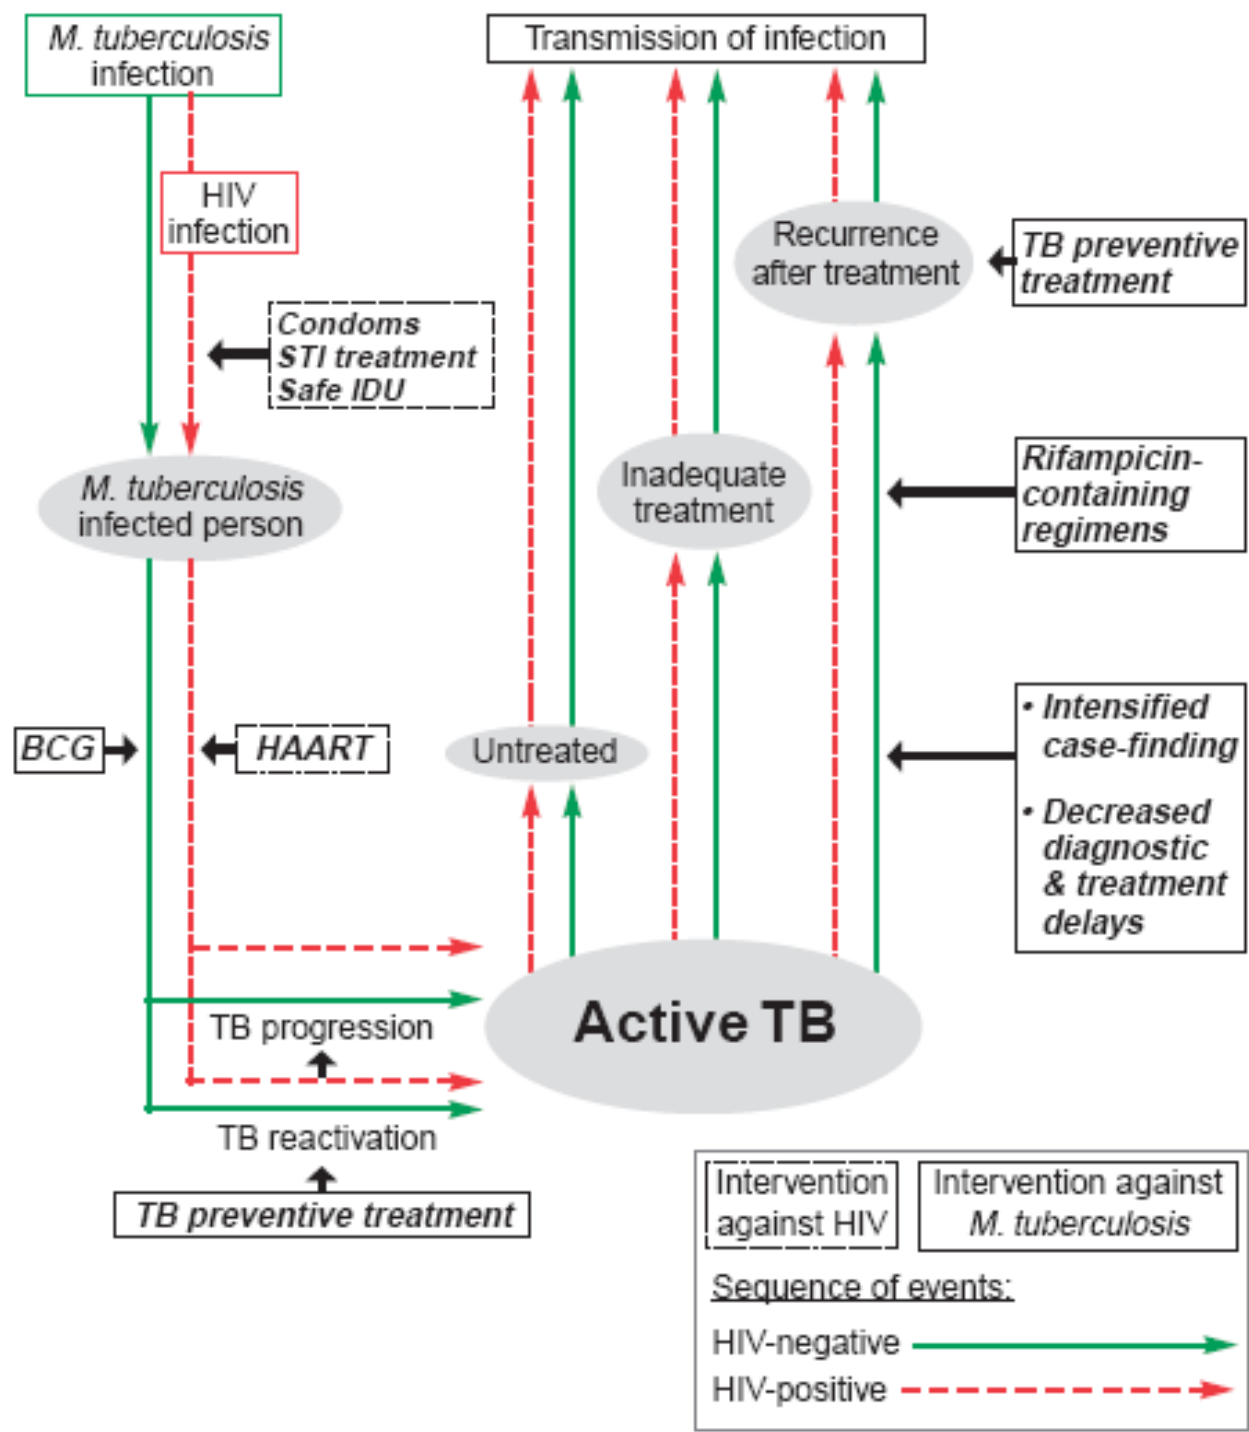 M. tuberculosis
infection
Transmission of infection
HIV
infection
Condoms
STI treatment
Safe IDU
Recurrence
after treatment
TB preventive
treatment
M. tuberculosis
infected person
Inadequate
treatment
Rifampicin-
containing
regimens
BCG
HAART
Untreated
• Intensified
case-finding
• Decreased
diagnostic
& treatment
delays
Active TB
TB progression
TB reactivation
TB preventive treatment
Intervention
against HIV
Intervention against
M. tuberculosis
Sequence of events:
HIV-negative
HIV-positive